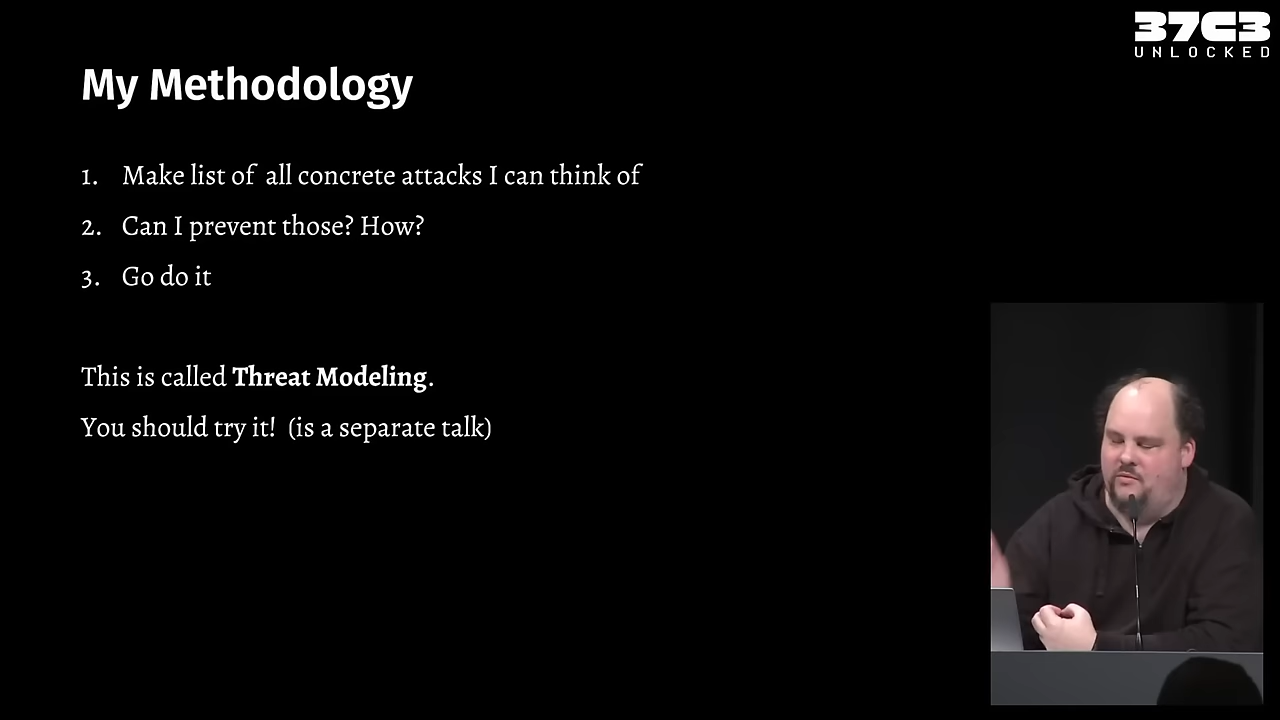 37C3
UNLOCKED
My Methodology
1. Make list of all concrete attacks I can think of
2. Can I prevent those? How?
3. Go do it
This is called Threat Modeling.
You should try it! (is a separate talk)